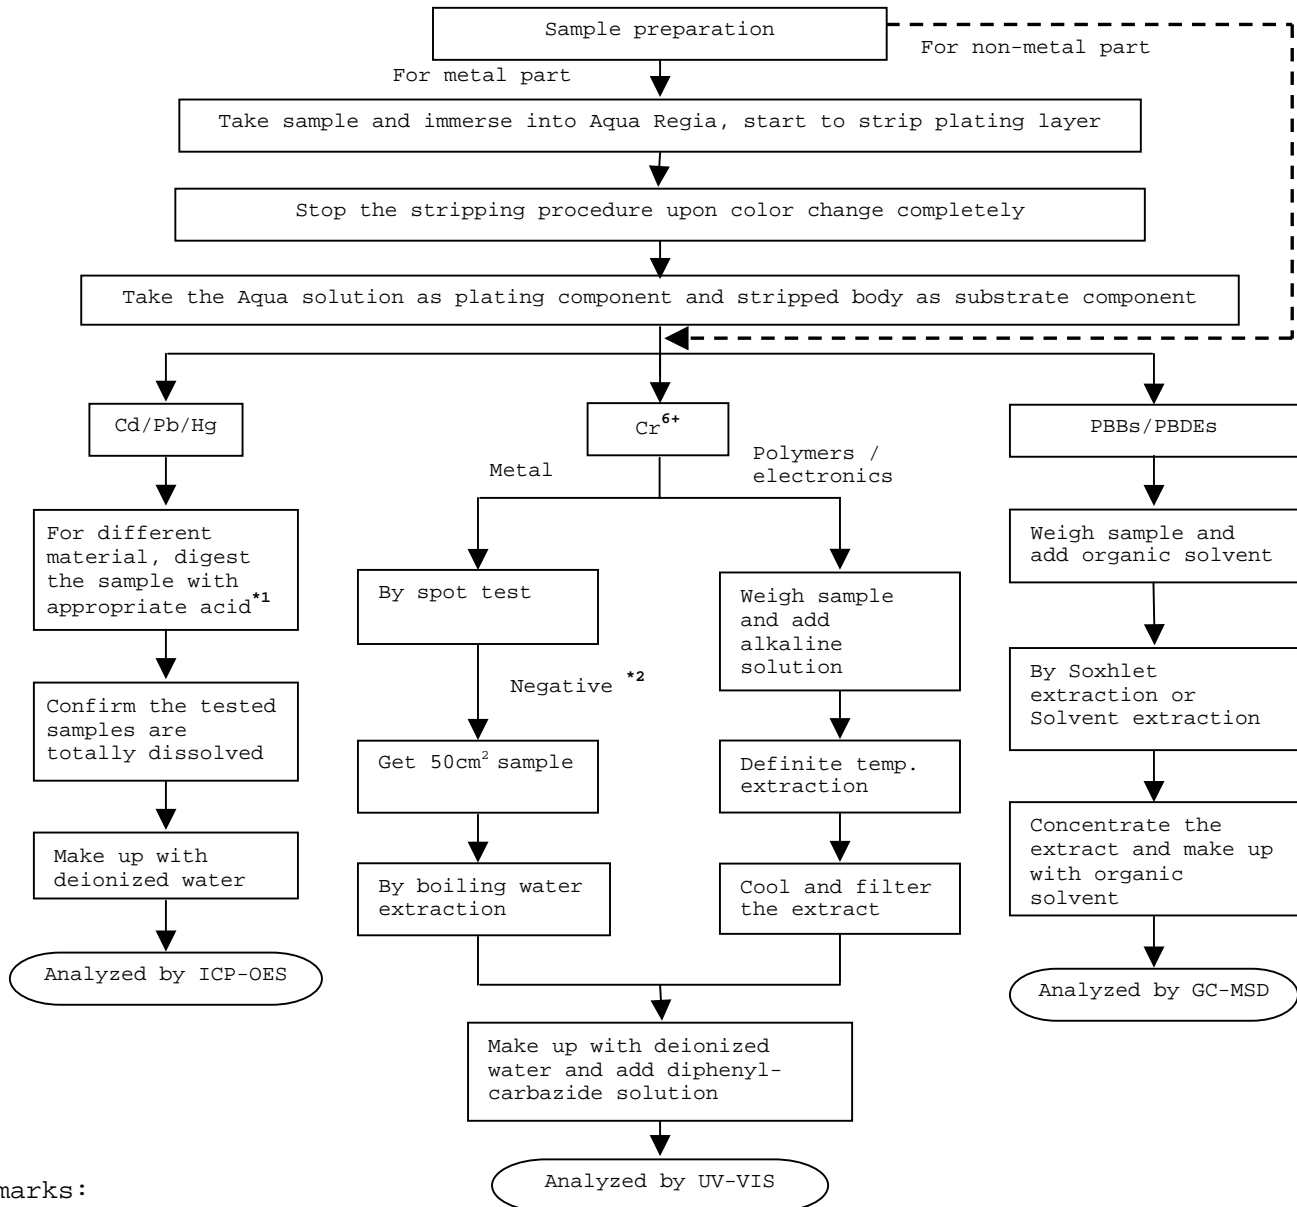 Sample preparation
For non-metal part
For metal part
Take sample and immerse into Aqua Regia, start to strip plating layer
Stop the stripping procedure upon color change completely
Take the Aqua solution as plating component and stripped body as substrate component
Cd/Pb/Hg
Cr6+
PBBs/PBDEs
Metal
Polymers /
electronics
For different
material, digest
the sample with
appropriate acid*1
Confirm the tested
samples are
totally dissolved
Make up with
deionized water
Analyzed by ICP-OES
By spot test
Negative *2
Get 50cm2 sample
By boiling water
extraction
Weigh sample
and add
alkaline
solution
Definite temp.
extraction
Cool and filter
the extract
Make up with deionized
water and add diphenyl-
carbazide solution
Analyzed by UV-VIS
Weigh sample and
add organic solvent
By Soxhlet
extraction or
Solvent extraction
Concentrate the
extract and make up
with organic
solvent
Analyzed by GC-MSD
marks: